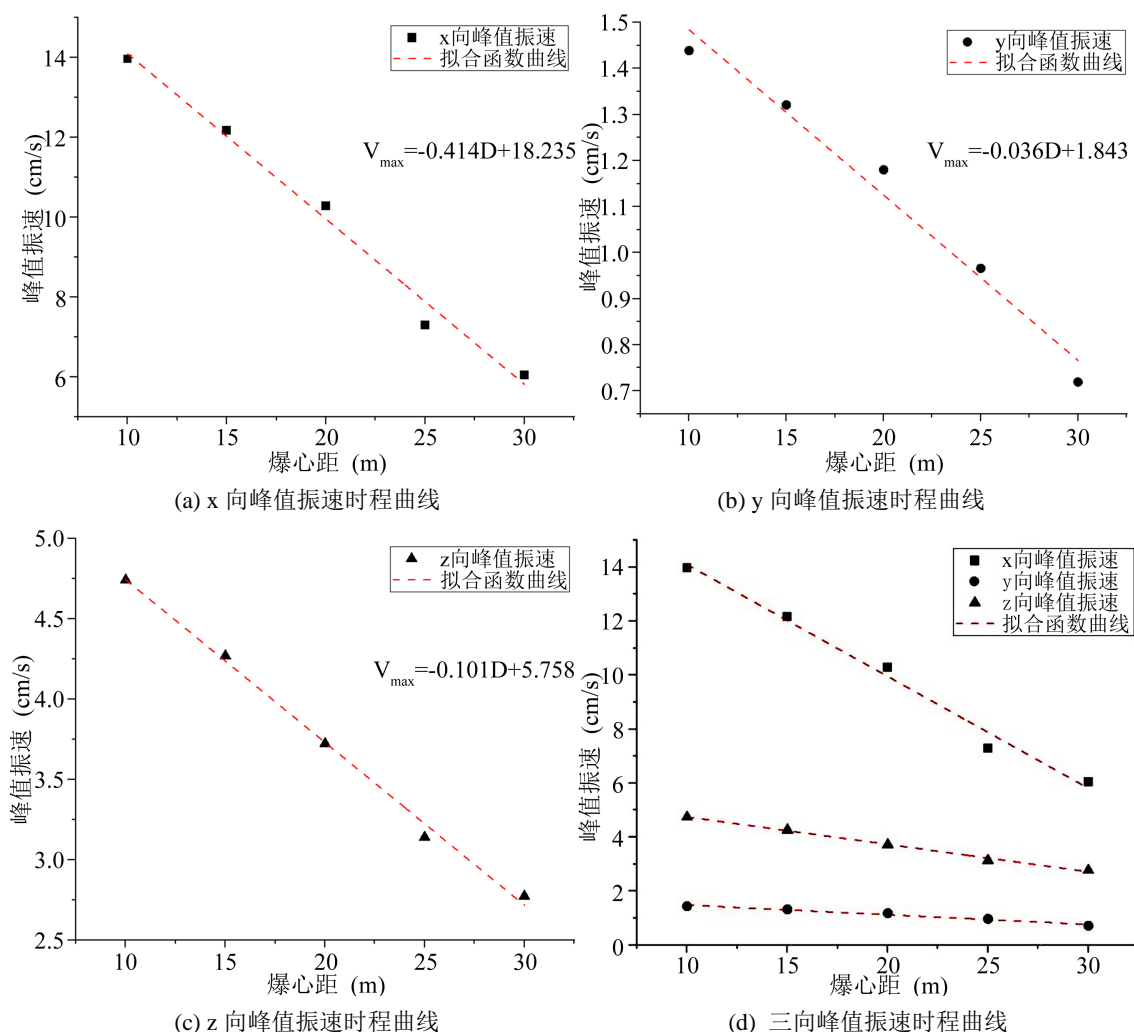 x向峰值振速
拟合函数曲线
V_max=-0.414D+18.235
峰值振速 (cm/s)
14
12
10
8
6
10 15 20 25 30
爆心距 (m)
(a) x 向峰值振速时程曲线
y向峰值振速
拟合函数曲线
V_max=-0.036D+1.843
峰值振速 (cm/s)
1.5
1.4
1.3
1.2
1.1
1.0
0.9
0.8
0.7
10 15 20 25 30
爆心距 (m)
(b) y 向峰值振速时程曲线
z向峰值振速
拟合函数曲线
V_max=-0.101D+5.758
峰值振速 (cm/s)
5.0
4.5
4.0
3.5
3.0
2.5
10 15 20 25 30
爆心距 (m)
(c) z 向峰值振速时程曲线
x向峰值振速
y向峰值振速
z向峰值振速
拟合函数曲线
峰值振速 (cm/s)
14
12
10
8
6
4
2
0
10 15 20 25 30
爆心距 (m)
(d) 三向峰值振速时程曲线